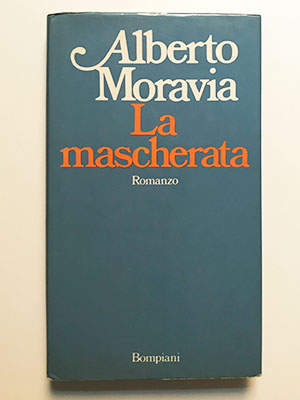 Alberto
Moravia
La
mascherata
Romanzo
Bompiani